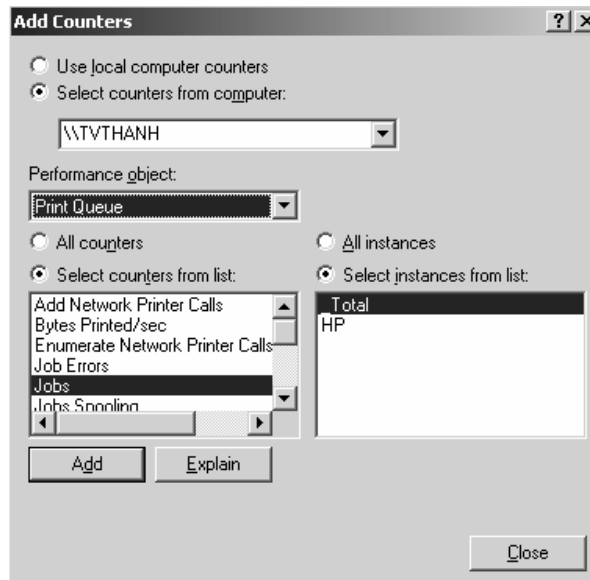 Add Counters
Use local computer counters
Select counters from computer:
\\TVTHANH
Performance object:
Print Queue
All counters
All instances
Select counters from list:
Select instances from list:
Add Network Printer Calls
Bytes Printed/sec
Enumerate Network Printer Calls
Job Errors
Jobs
Jobs Spooling
_Total
HP
Add
Explain
Close